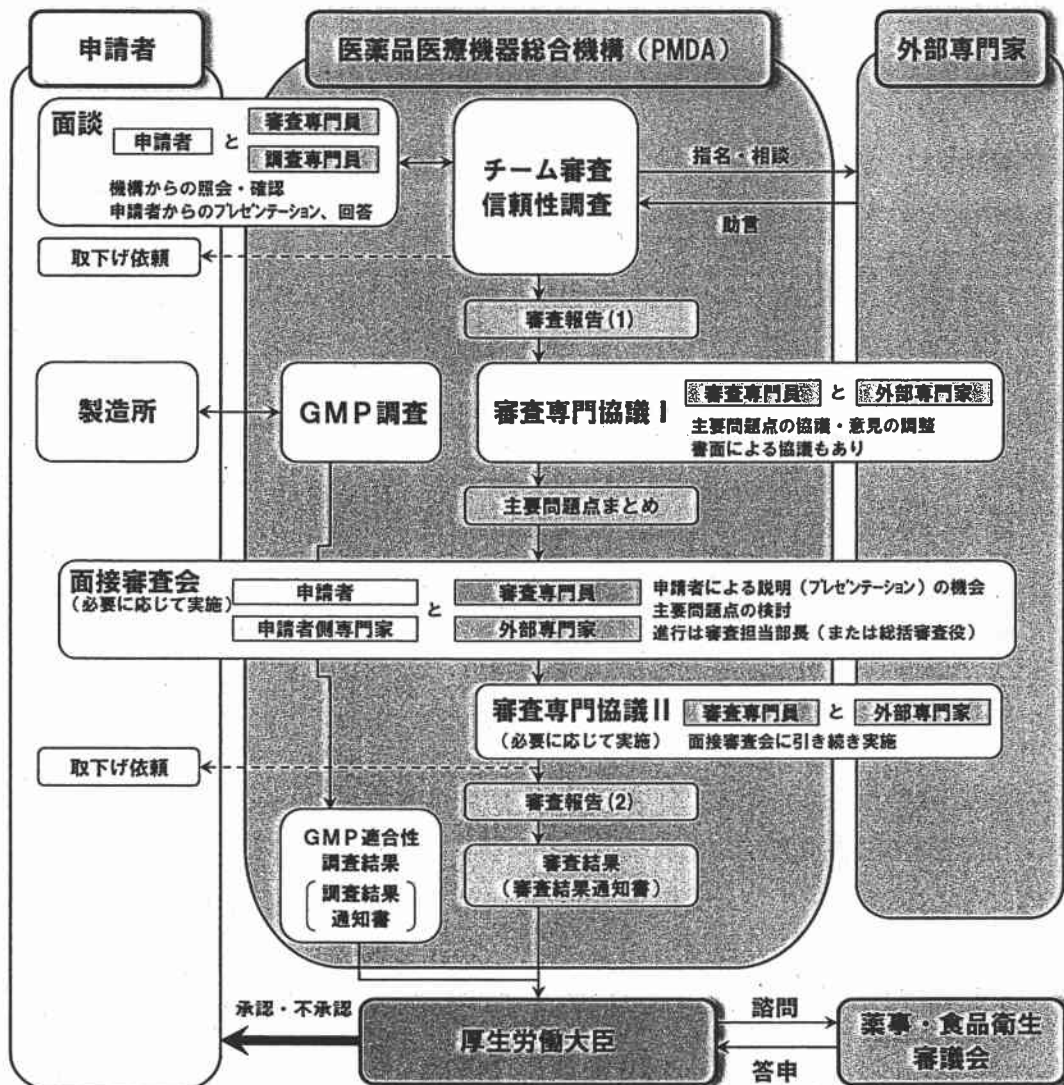 申請者
医薬品医療機器総合機構（PMDA）
外部専門家
面談
申請者 と 審査専門員
調査専門員
機構からの照会・確認
申請者からのプレゼンテーション、回答
チーム審査
信頼性調査
指名・相談
助言
取下げ依頼
審査報告(1)
製造所
GMP調査
審査専門協議Ⅰ
審査専門員 と 外部専門家
主要問題点の協議・意見の調整
書面による協議もあり
主要問題点まとめ
面接審査会
（必要に応じて実施）
申請者
申請者側専門家
と
審査専門員
外部専門家
申請者による説明（プレゼンテーション）の機会
主要問題点の検討
進行は審査担当部長（または総括審査役）
審査専門協議II
審査専門員 と 外部専門家
（必要に応じて実施） 面接審査会に引き続き実施
取下げ依頼
審査報告(2)
GMP適合性
調査結果
調査結果
通知書
審査結果
（審査結果通知書）
承認・不承認
厚生労働大臣
諮問
答申
薬事・食品衛生
審議会